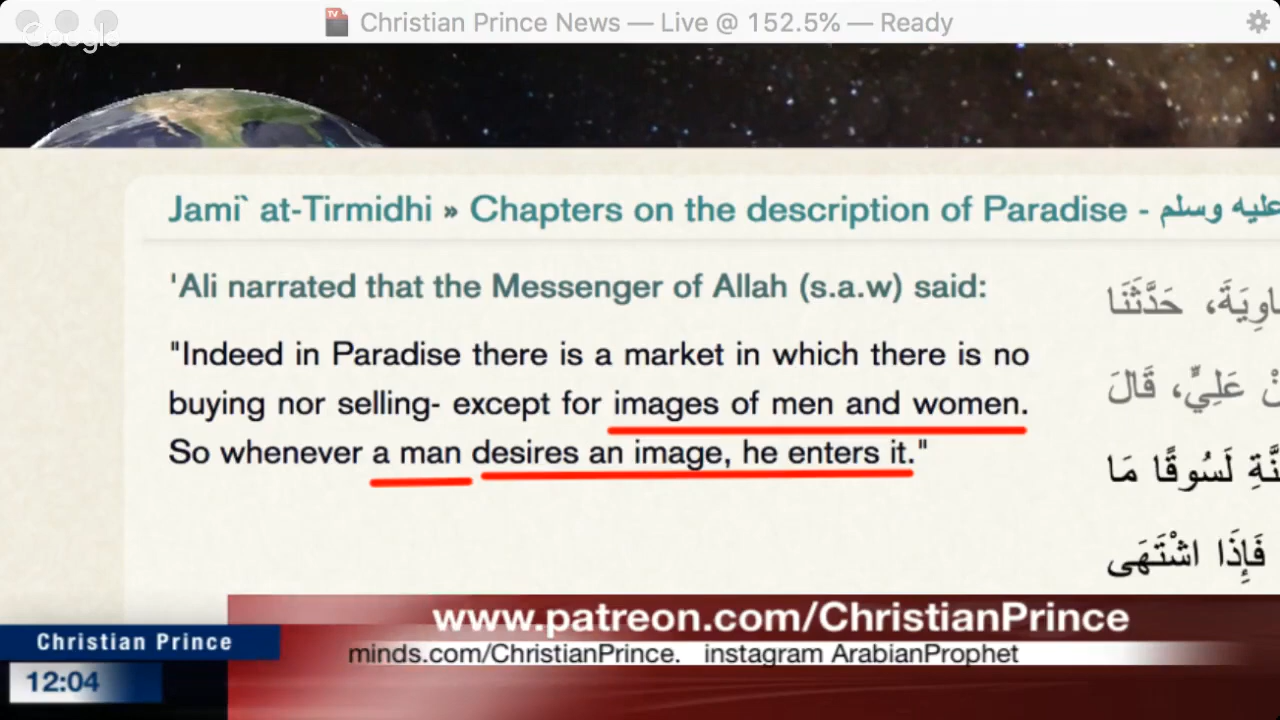 Christian Prince News — Live @ 152.5% — Ready
Google
TV
Jami` at-Tirmidhi » Chapters on the description of Paradise - عليه وسلم
'Ali narrated that the Messenger of Allah (s.a.w) said:
"Indeed in Paradise there is a market in which there is no
buying nor selling- except for images of men and women.
So whenever a man desires an image, he enters it."
حَدَّثَنَا
عَلِيٍّ، قَالَ
لَسُوقًا مَا
فَإِذَا اشْتَهَى
www.patreon.com/ChristianPrince
Christian Prince
minds.com/ChristianPrince. instagram ArabianProphet
12:04